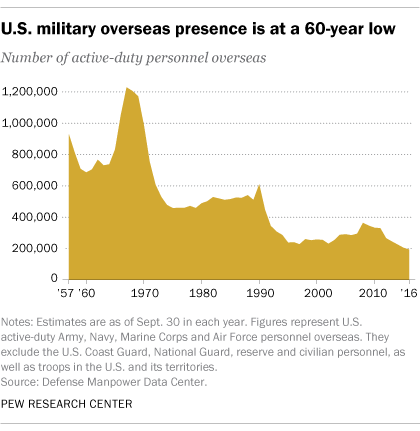 U.S. military overseas presence is at a 60-year low
Number of active-duty personnel overseas
1,200,000
1,000,000
800,000
600,000
400,000
200,000
0
'57 '60 1970 1980 1990 2000 2010 '16
Notes: Estimates are as of Sept. 30 in each year. Figures represent U.S.
active-duty Army, Navy, Marine Corps and Air Force personnel overseas. They
exclude the U.S. Coast Guard, National Guard, reserve and civilian personnel, as
well as troops in the U.S. and its territories.
Source: Defense Manpower Data Center.
PEW RESEARCH CENTER